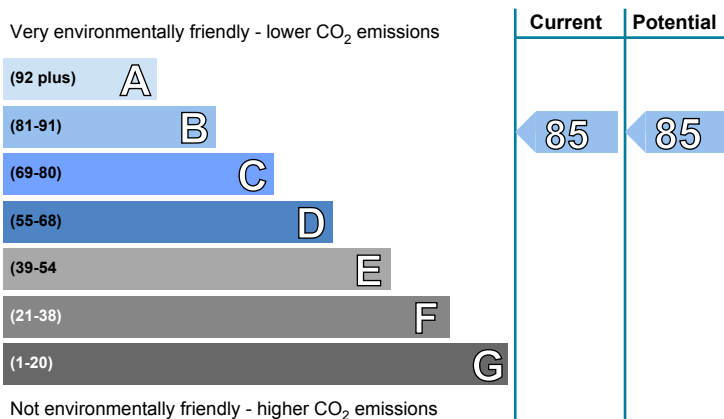 Current Potential
Very environmentally friendly - lower CO2 emissions
(92 plus) A
(81-91) B 85 85
(69-80) C
(55-68) D
(39-54 E
(21-38) F
(1-20) G
Not environmentally friendly - higher CO2 emissions